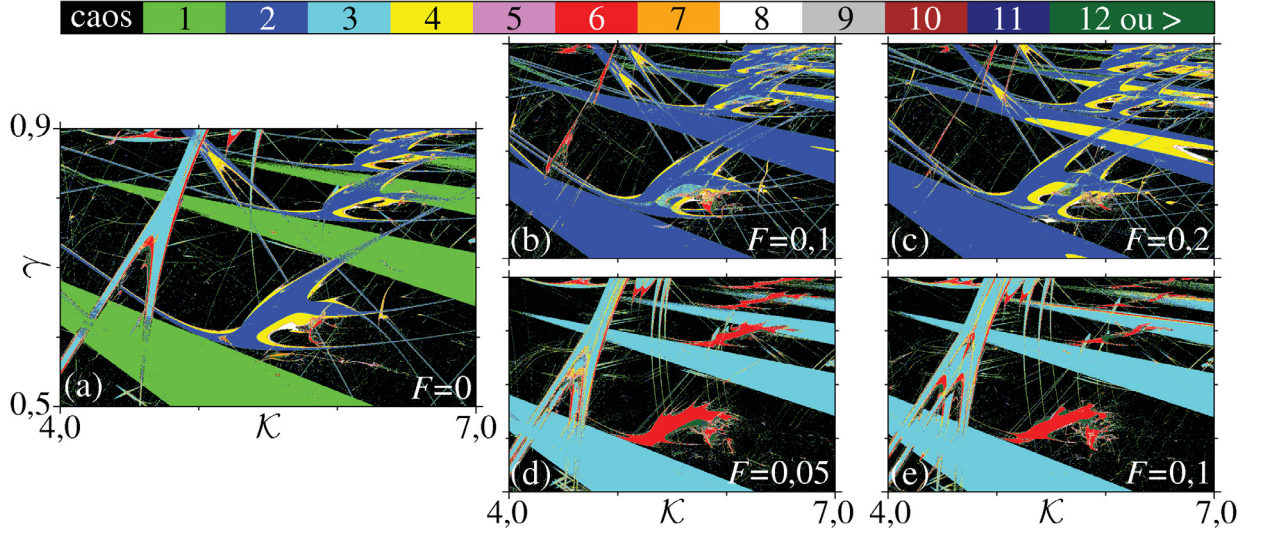 caos 1 2 3 4 5 6 7 8 9 10 11 12 ou >
(b) F=0,1
(c) F=0,2
0,9
γ
(a) F=0
0,5
4,0 K 7,0
(d) F=0,05
(e) F=0,1
4,0 K 7,0
4,0 K 7,0